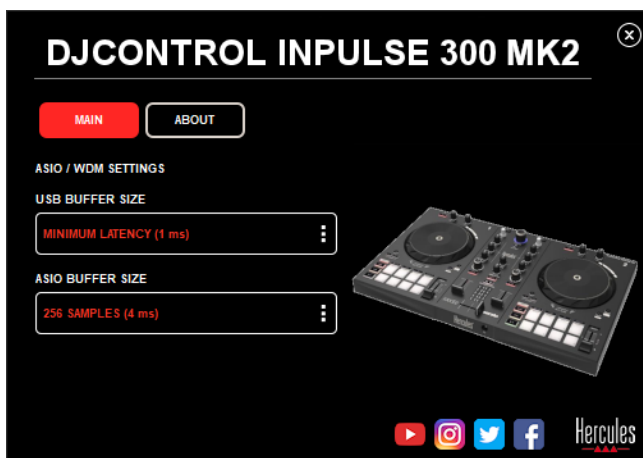 DJCONTROL INPULSE 300 MK2
MAIN
ABOUT
ASIO / WDM SETTINGS
USB BUFFER SIZE
MINIMUM LATENCY (1 ms)
ASIO BUFFER SIZE
256 SAMPLES (4 ms)
Hercules
Hercules